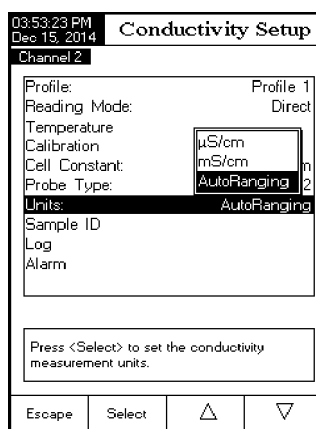 03:53:23 PM
Dec 15, 2014
Conductivity Setup
Channel 2
Profile: Profile 1
Reading Mode: Direct
Temperature
Calibration
Cell Constant:
Probe Type: 2
Units: AutoRanging
µS/cm
mS/cm
AutoRanging
Sample ID
Log
Alarm
Press <Select> to set the conductivity
measurement units.
Escape Select